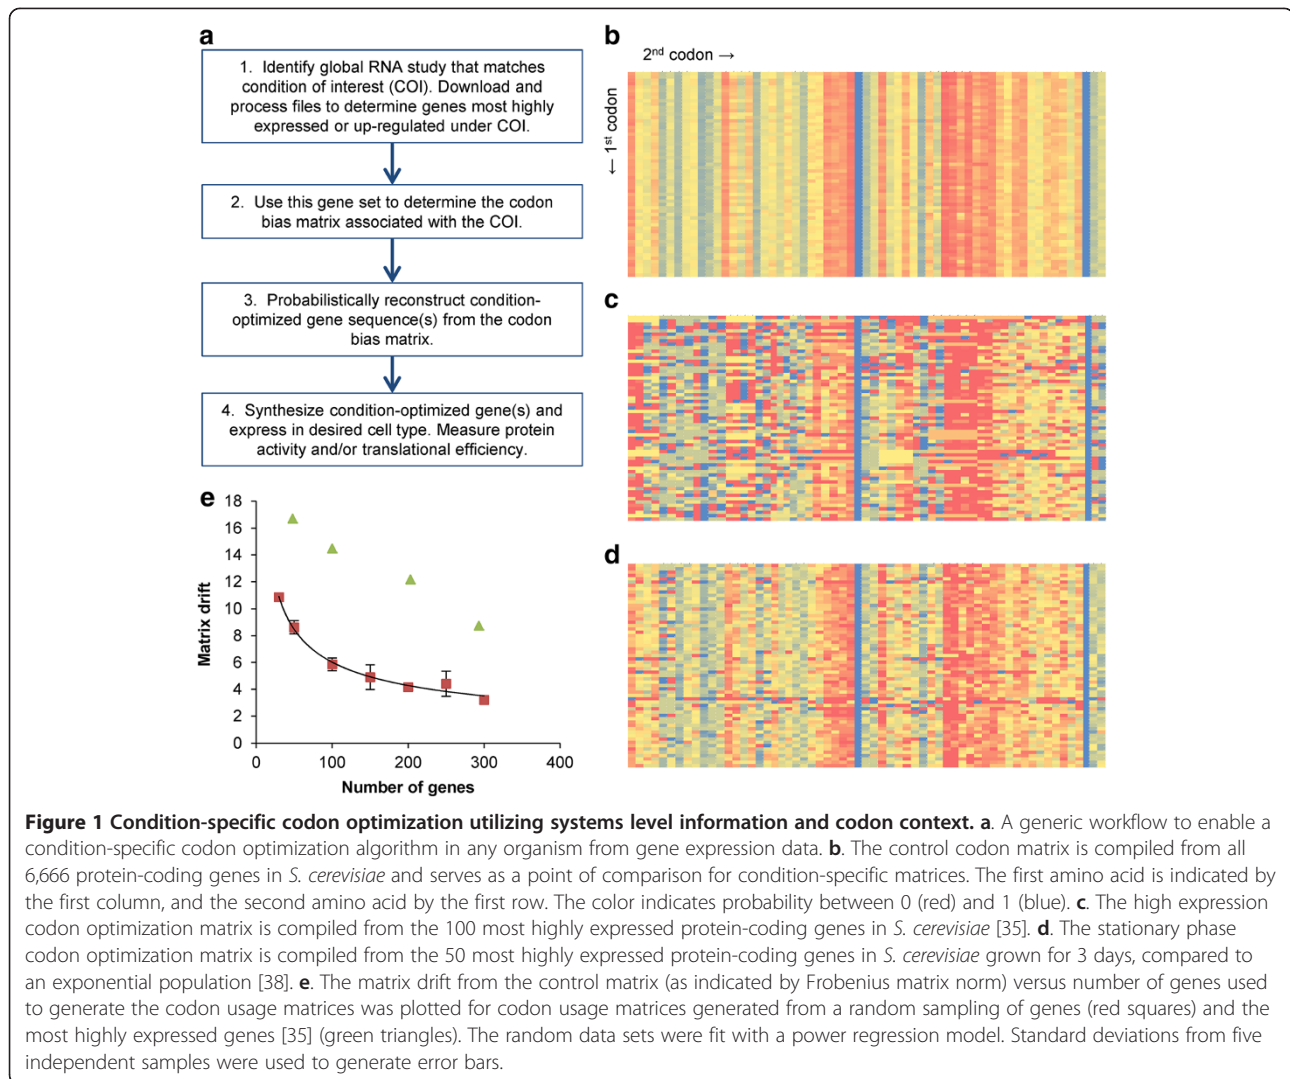 a
1. Identify global RNA study that matches
condition of interest (COI). Download and
process files to determine genes most highly
expressed or up-regulated under COI.
2. Use this gene set to determine the codon
bias matrix associated with the COI.
3. Probabilistically reconstruct condition-
optimized gene sequence(s) from the codon
bias matrix.
4. Synthesize condition-optimized gene(s) and
express in desired cell type. Measure protein
activity and/or translational efficiency.
b
2nd codon →
← 1st codon
c
d
e
Matrix drift
18
16
14
12
10
8
6
4
2
0
0 100 200 300 400
Number of genes
Figure 1 Condition-specific codon optimization utilizing systems level information and codon context. a. A generic workflow to enable a
condition-specific codon optimization algorithm in any organism from gene expression data. b. The control codon matrix is compiled from all
6,666 protein-coding genes in S. cerevisiae and serves as a point of comparison for condition-specific matrices. The first amino acid is indicated by
the first column, and the second amino acid by the first row. The color indicates probability between 0 (red) and 1 (blue). c. The high expression
codon optimization matrix is compiled from the 100 most highly expressed protein-coding genes in S. cerevisiae [35]. d. The stationary phase
codon optimization matrix is compiled from the 50 most highly expressed protein-coding genes in S. cerevisiae grown for 3 days, compared to
an exponential population [38]. e. The matrix drift from the control matrix (as indicated by Frobenius matrix norm) versus number of genes used
to generate the codon usage matrices was plotted for codon usage matrices generated from a random sampling of genes (red squares) and the
most highly expressed genes [35] (green triangles). The random data sets were fit with a power regression model. Standard deviations from five
independent samples were used to generate error bars.